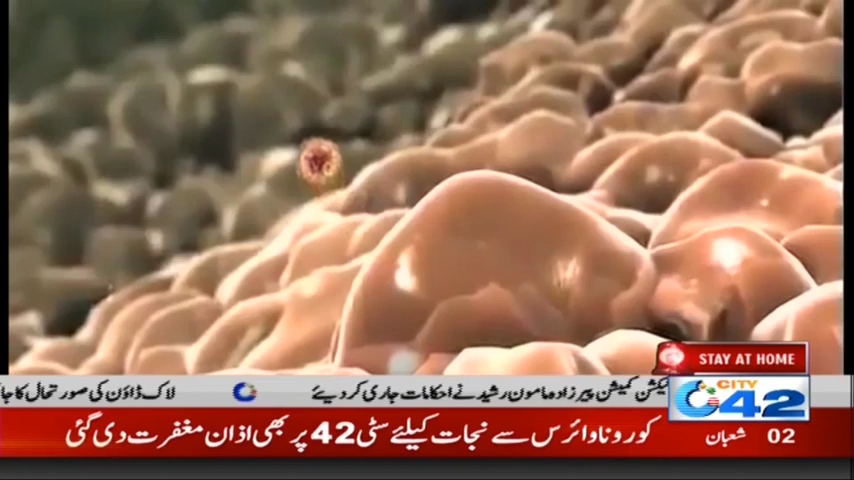 STAY AT HOME
لاک ڈاؤن کی صورتحال کا جا
یکشن کمیشن پیرزادہ مامون رشید نے احکامات جاری کر دیئے
CITY 42
کورونا وائرس سے نجات کیلئے سٹی 42 پر بھی اذان مغفرت دی گئی
02 شعبان